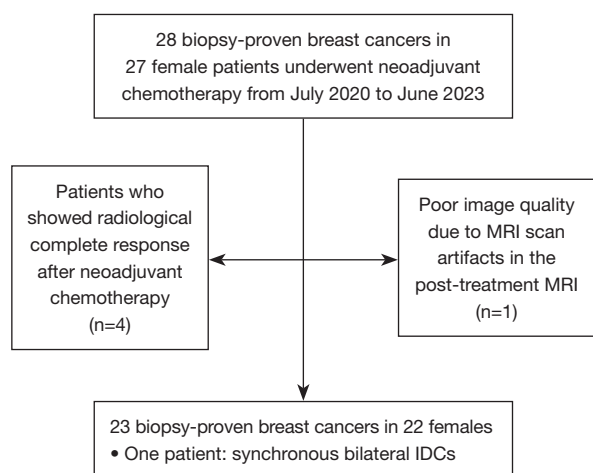 28 biopsy-proven breast cancers in
27 female patients underwent neoadjuvant
chemotherapy from July 2020 to June 2023
Patients who
showed radiological
complete response
after neoadjuvant
chemotherapy
(n=4)
Poor image quality
due to MRI scan
artifacts in the
post-treatment MRI
(n=1)
23 biopsy-proven breast cancers in 22 females
• One patient: synchronous bilateral IDCs